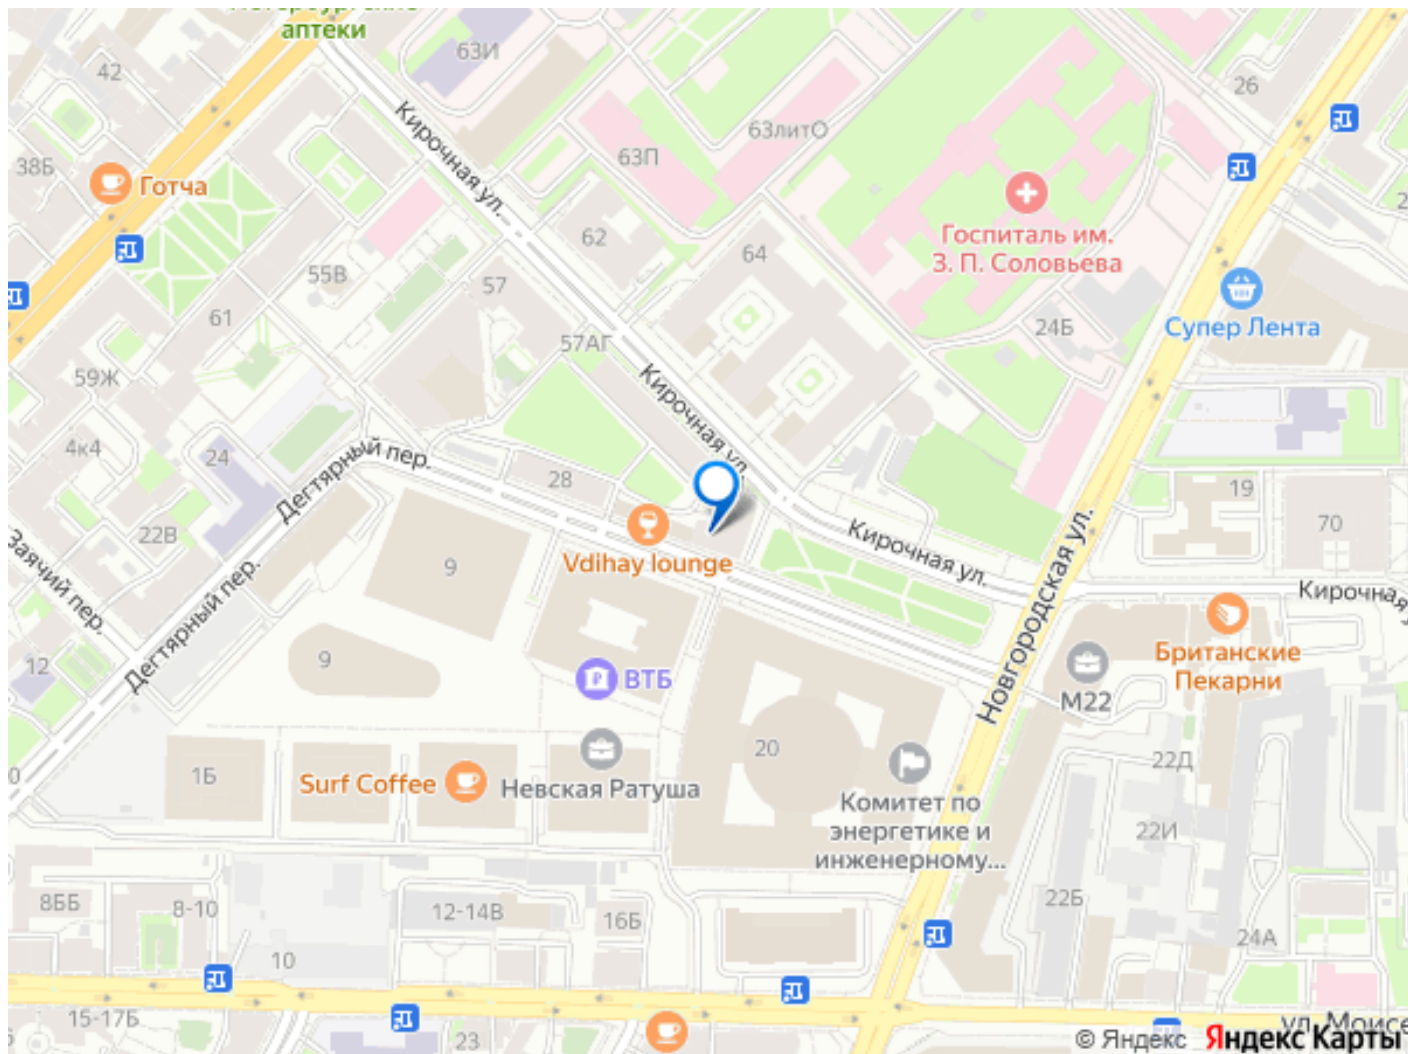 аптеки
63И
42
26
Кирочная ул.
63литО
63П
38Б
Готча
Госпиталь им.
З. П. Соловьева
62
64
55В
57
61
24Б
Супер Лента
57АГ
59Ж
Кирочная ул.
4к4
24
Дегтярный пер.
28
19
70
22В
Заячий пер.
9
Vdihay lounge
Кирочная ул.
Новгородская ул.
Кирочная
Дегтярный пер.
9
12
ВТБ
Британские
Пекарни
М22
1Б
Surf Coffee
Невская Ратуша
20
22Д
Комитет по
энергетике и
инженерному...
22И
8ББ
8-10
12-14В
16Б
22Б
24А
10
15-17Б
23
ул. Моисе
© Яндекс Яндекс Карты